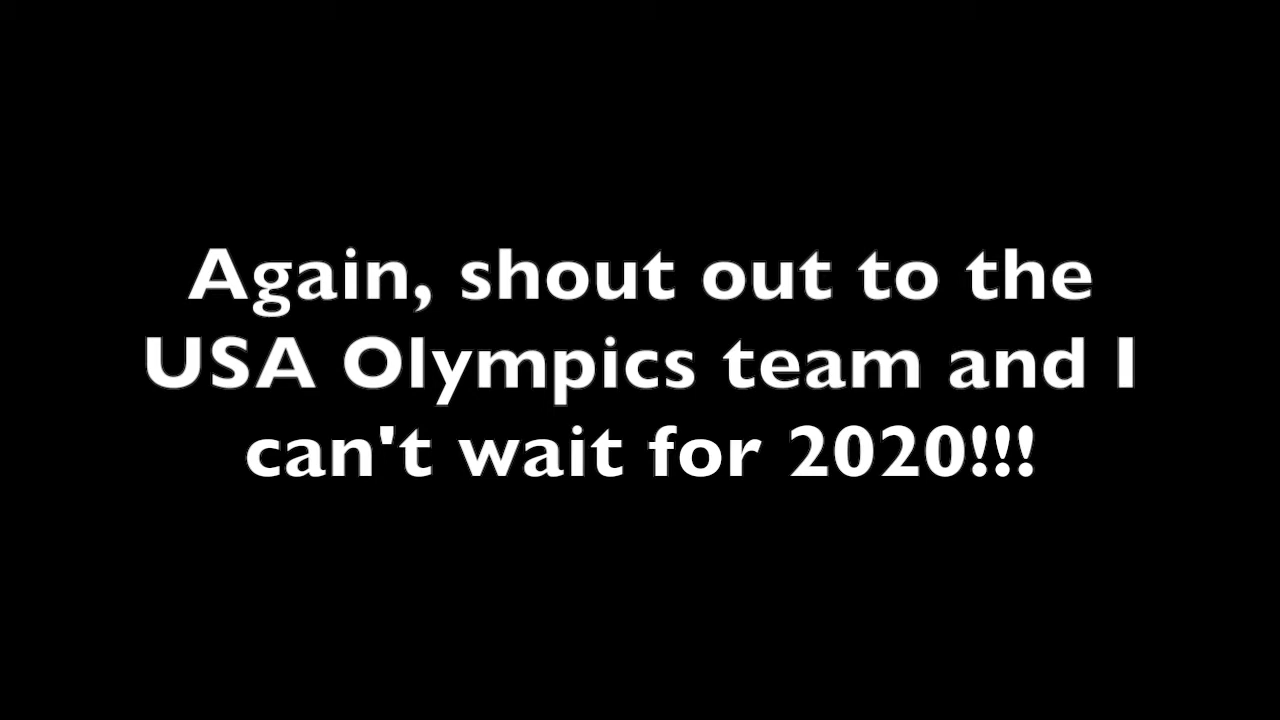 Again, shout out to the
USA Olympics team and I
can't wait for 2020!!!